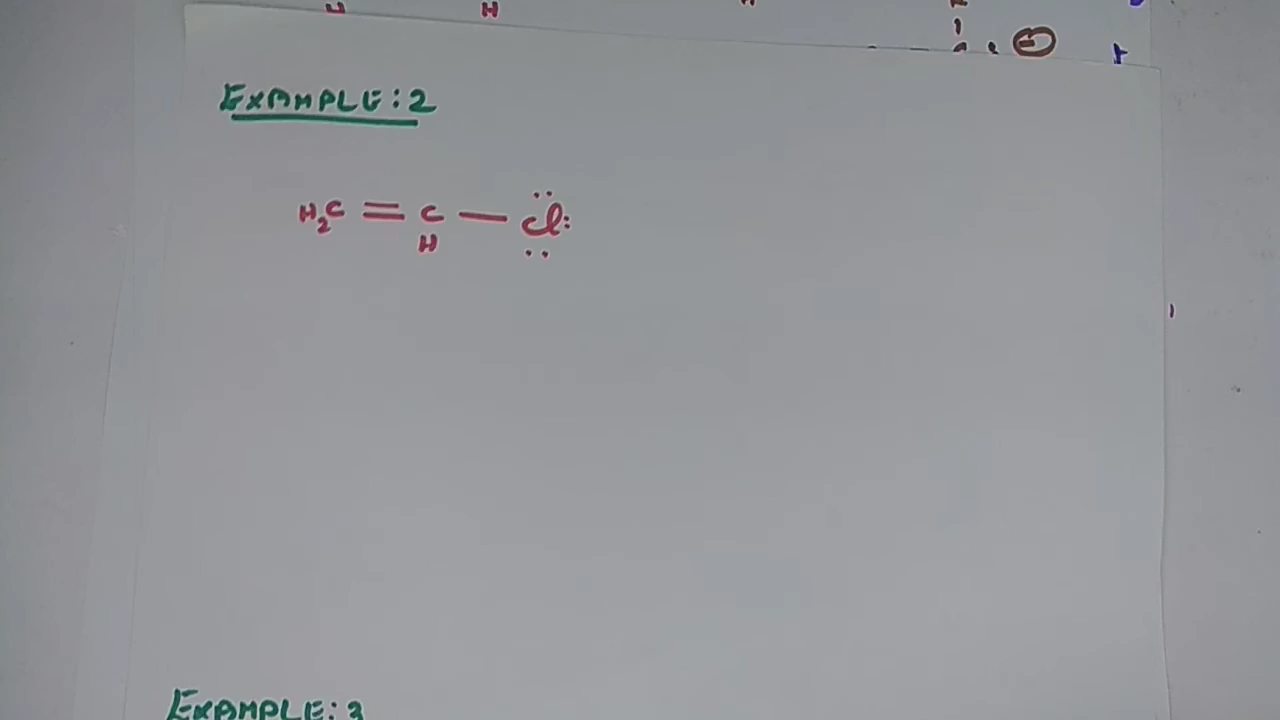 EXAMPLE:2
H₂C = C — Cl:
H
EXAMPLE:3